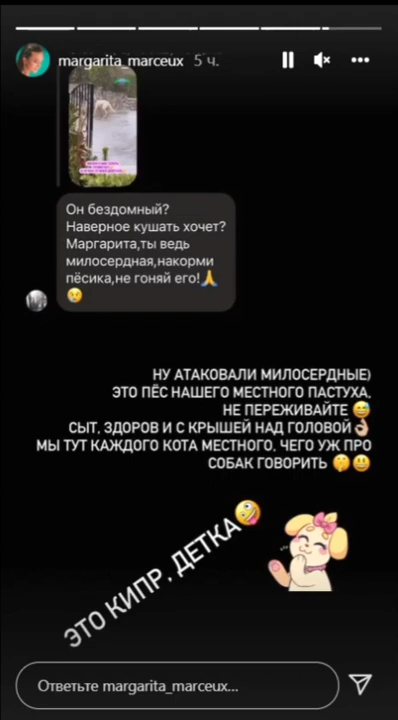 margarita_marceux 5 ч.
Он бездомный?
Наверное кушать хочет?
Маргарита,ты ведь
милосердная,накорми
пёсика,не гоняй его!🙏
😢
НУ АТАКОВАЛИ МИЛОСЕРДНЫЕ)
ЭТО ПЁС НАШЕГО МЕСТНОГО ПАСТУХА.
НЕ ПЕРЕЖИВАЙТЕ 😅
СЫТ, ЗДОРОВ И С КРЫШЕЙ НАД ГОЛОВОЙ👌
МЫ ТУТ КАЖДОГО КОТА МЕСТНОГО. ЧЕГО УЖ ПРО
СОБАК ГОВОРИТЬ 🤫😃
ЭТО КИПР, ДЕТКА🤪
Ответьте margarita_marceux...